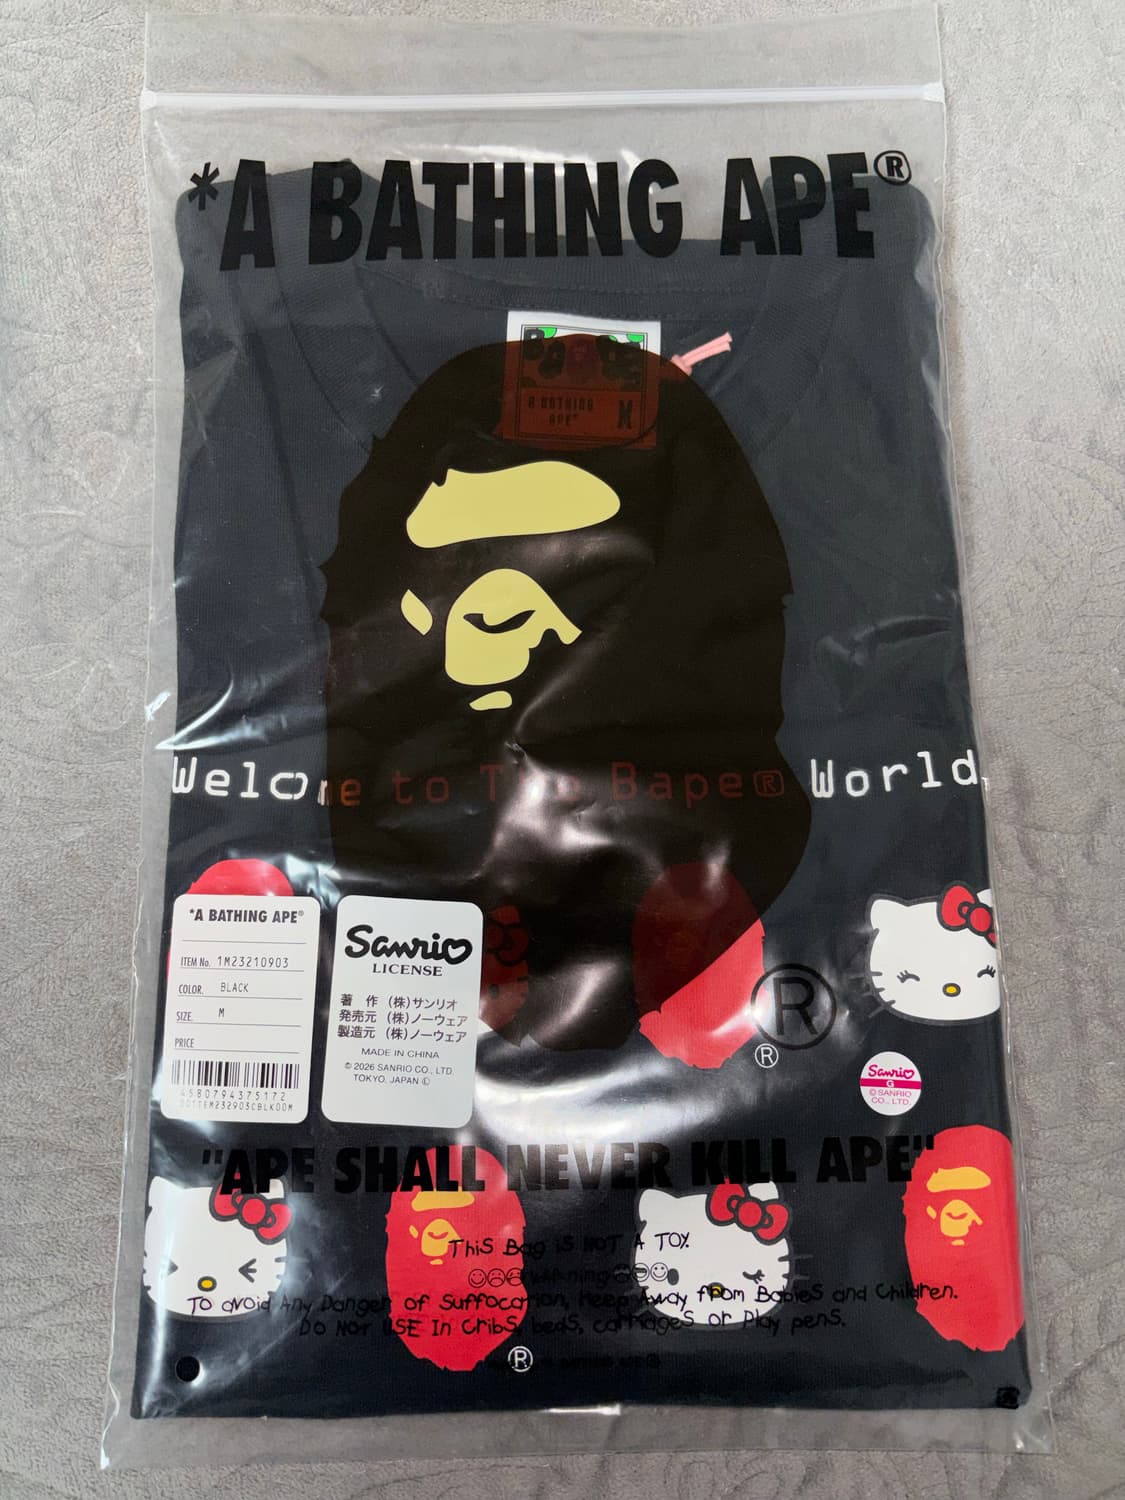 *A BATHING APE®
A BATHING
APE®
M
Welcome to The Bape® World
*A BATHING APE®
ITEM No. 1M23210903
COLOR. BLACK
SIZE. M
PRICE
4580794375172
Sanrio
LICENSE
著 作 (株)サンリオ
発売元 (株)ノーウェア
製造元 (株)ノーウェア
MADE IN CHINA
© 2026 SANRIO CO., LTD.
TOKYO, JAPAN Ⓛ
®
®
Sanrio
G
© SANRIO
CO., LTD.
"APE SHALL NEVER KILL APE"
THiS Bag iS NOT A TOY.
warning
TO avoid Any Danger of Suffocation, Keep Away from Babies and Children.
DO NOT USE In Cribs, beds, carriages or Play pens.
®